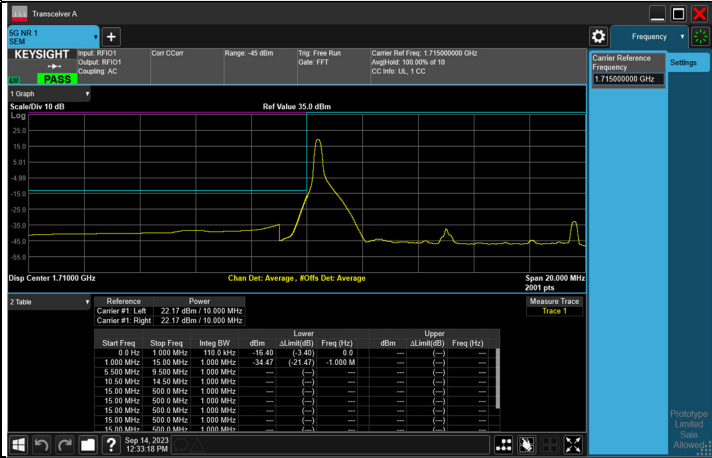 Transceiver A
5G NR 1
SEM
Frequency
KEYSIGHT
Input: RFIO1
Output: RFIO1
Coupling: AC
Corr CCorr
Range: -45 dBm
Trig: Free Run
Gate: FFT
Carrier Ref Freq: 1.715000000 GHz
Avg|Hold: 100.00% of 10
CC Info: UL, 1 CC
PASS
Carrier Reference
Frequency
1.715000000 GHz
Settings
1 Graph
Scale/Div 10 dB
Ref Value 35.0 dBm
Log
25.0
15.0
5.01
-4.99
-15.0
-25.0
-35.0
-45.0
-55.0
Disp Center 1.71000 GHz
Chan Det: Average, #Offs Det: Average
Span 20.000 MHz
2001 pts
2 Table
Reference Power
Carrier #1: Left 22.17 dBm / 10.000 MHz
Carrier #1: Right 22.17 dBm / 10.000 MHz
Measure Trace
Trace 1
Lower Upper
Start Freq Stop Freq Integ BW dBm ΔLimit(dB) Freq (Hz) dBm ΔLimit(dB) Freq (Hz)
0.0 Hz 1.000 MHz 110.0 kHz -16.40 (-3.40) 0.0 --- (---) ---
1.000 MHz 15.00 MHz 1.000 MHz -34.47 (-21.47) -1.000 M --- (---) ---
5.500 MHz 9.500 MHz 1.000 MHz --- (---) --- --- (---) ---
10.50 MHz 14.50 MHz 1.000 MHz --- (---) --- --- (---) ---
15.00 MHz 500.0 MHz 1.000 MHz --- (---) --- --- (---) ---
15.00 MHz 500.0 MHz 1.000 MHz --- (---) --- --- (---) ---
15.00 MHz 500.0 MHz 1.000 MHz --- (---) --- --- (---) ---
15.00 MHz 500.0 MHz 1.000 MHz --- (---) --- --- (---) ---
Prototype
Limited
Sale
Allowed
?
Sep 14, 2023
12:33:18 PM